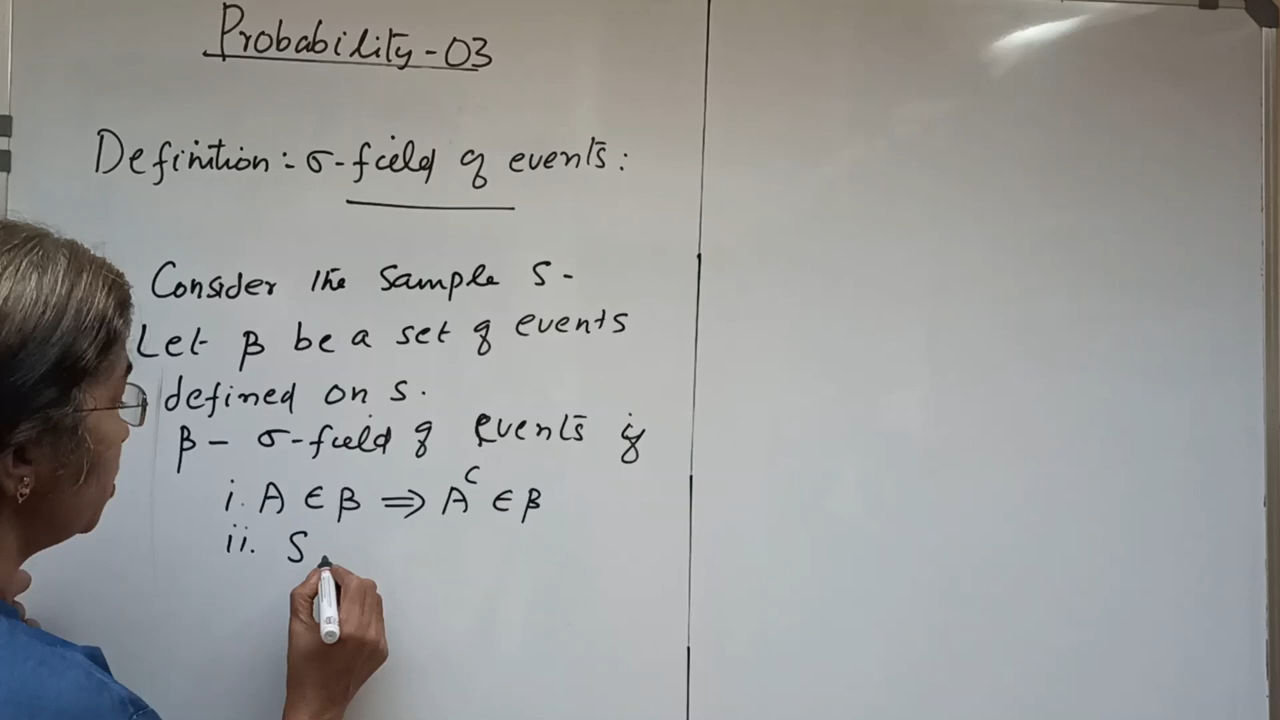 Probability-03
Definition:- σ-field of events:
Consider the sample S-
Let β be a set of events
defined on S.
β- σ-field of events if
i. A ∈ β ⇒ Aᶜ ∈ β
ii. S